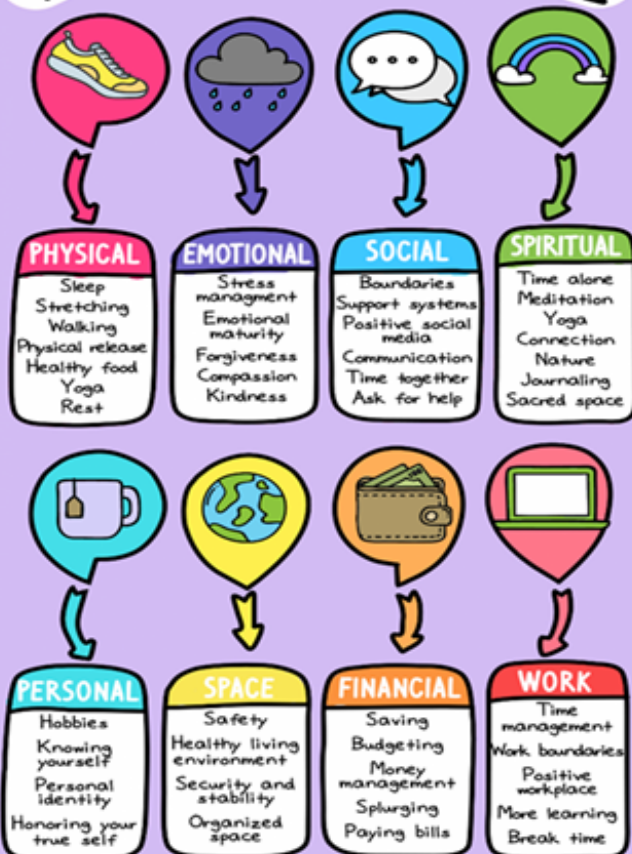 PHYSICAL
Sleep
Stretching
Walking
Physical release
Healthy food
Yoga
Rest
EMOTIONAL
Stress
managment
Emotional
maturity
Forgiveness
Compassion
Kindness
SOCIAL
Boundaries
Support systems
Positive social
media
Communication
Time together
Ask for help
SPIRITUAL
Time alone
Meditation
Yoga
Connection
Nature
Journaling
Sacred space
PERSONAL
Hobbies
Knowing
yourself
Personal
identity
Honoring your
true self
SPACE
Safety
Healthy living
environment
Security and
stability
Organized
space
FINANCIAL
Saving
Budgeting
Money
management
Splurging
Paying bills
WORK
Time
management
Work boundaries
Positive
workplace
More learning
Break time